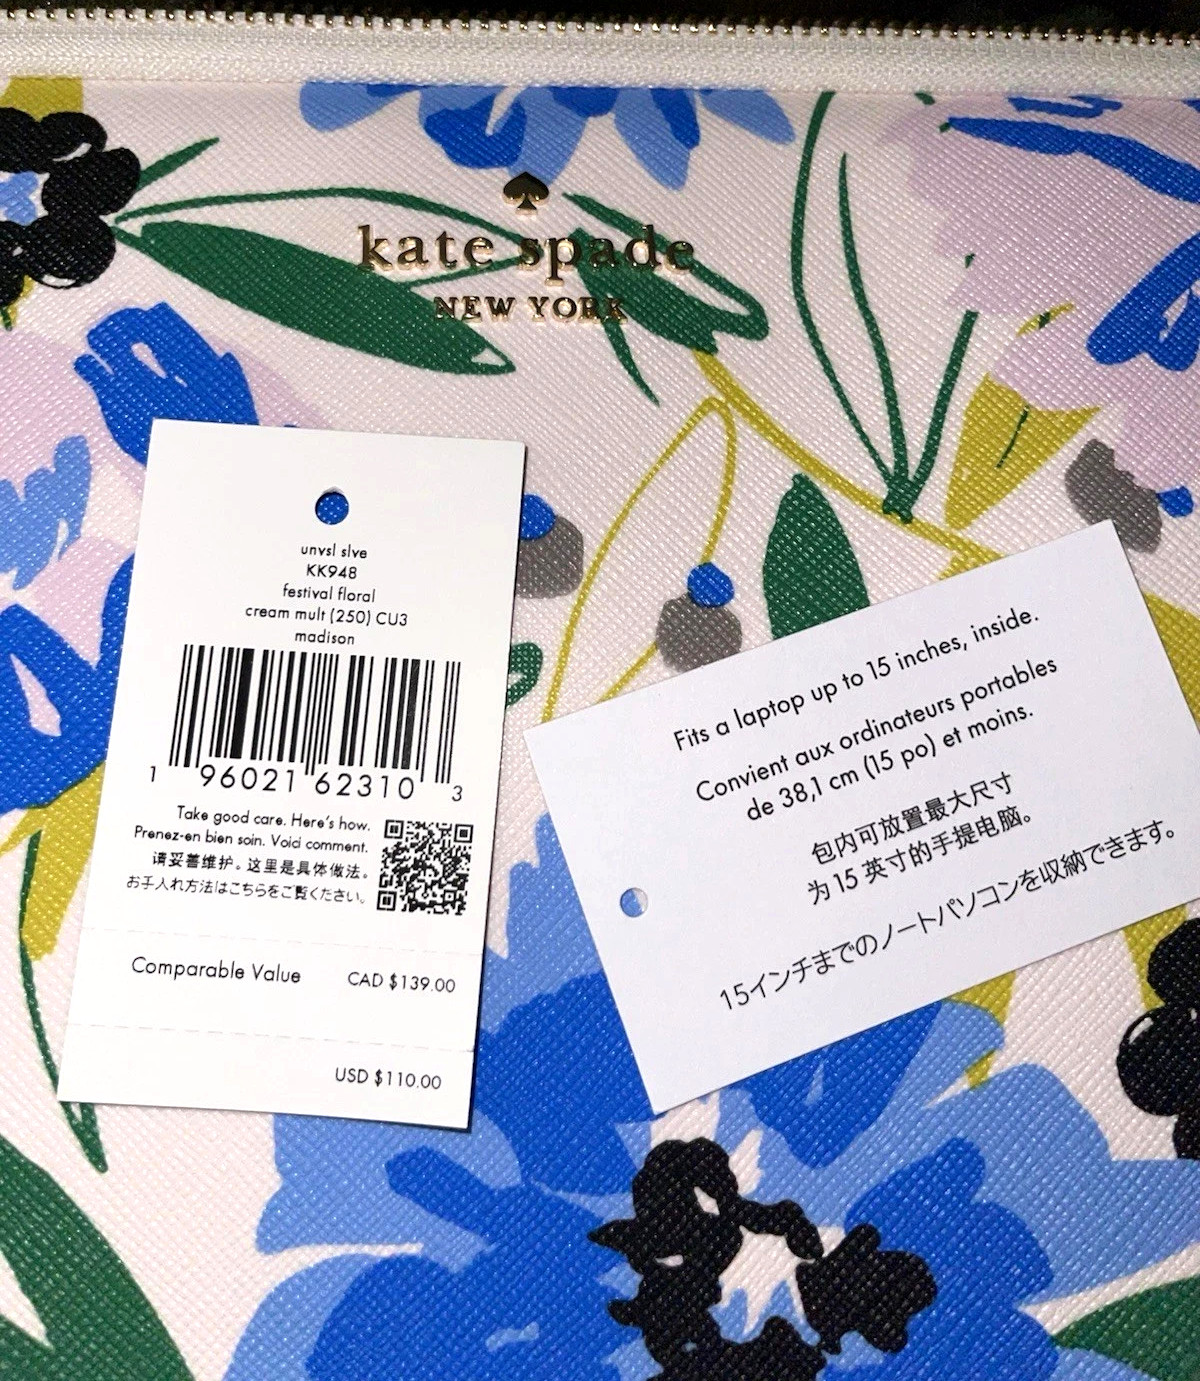 kate spade
NEW YORK
unvsl slve
KK948
festival floral
cream mult (250) CU3
madison
1 96021 62310 3
Take good care. Here's how.
Prenez-en bien soin. Voici comment.
请妥善维护。这里是具体做法。
お手入れ方法はこちらをご覧ください。
Comparable Value CAD $139.00
USD $110.00
Fits a laptop up to 15 inches, inside.
Convient aux ordinateurs portables
de 38,1 cm (15 po) et moins.
包内可放置最大尺寸
为 15 英寸的手提电脑。
15インチまでのノートパソコンを収納できます。